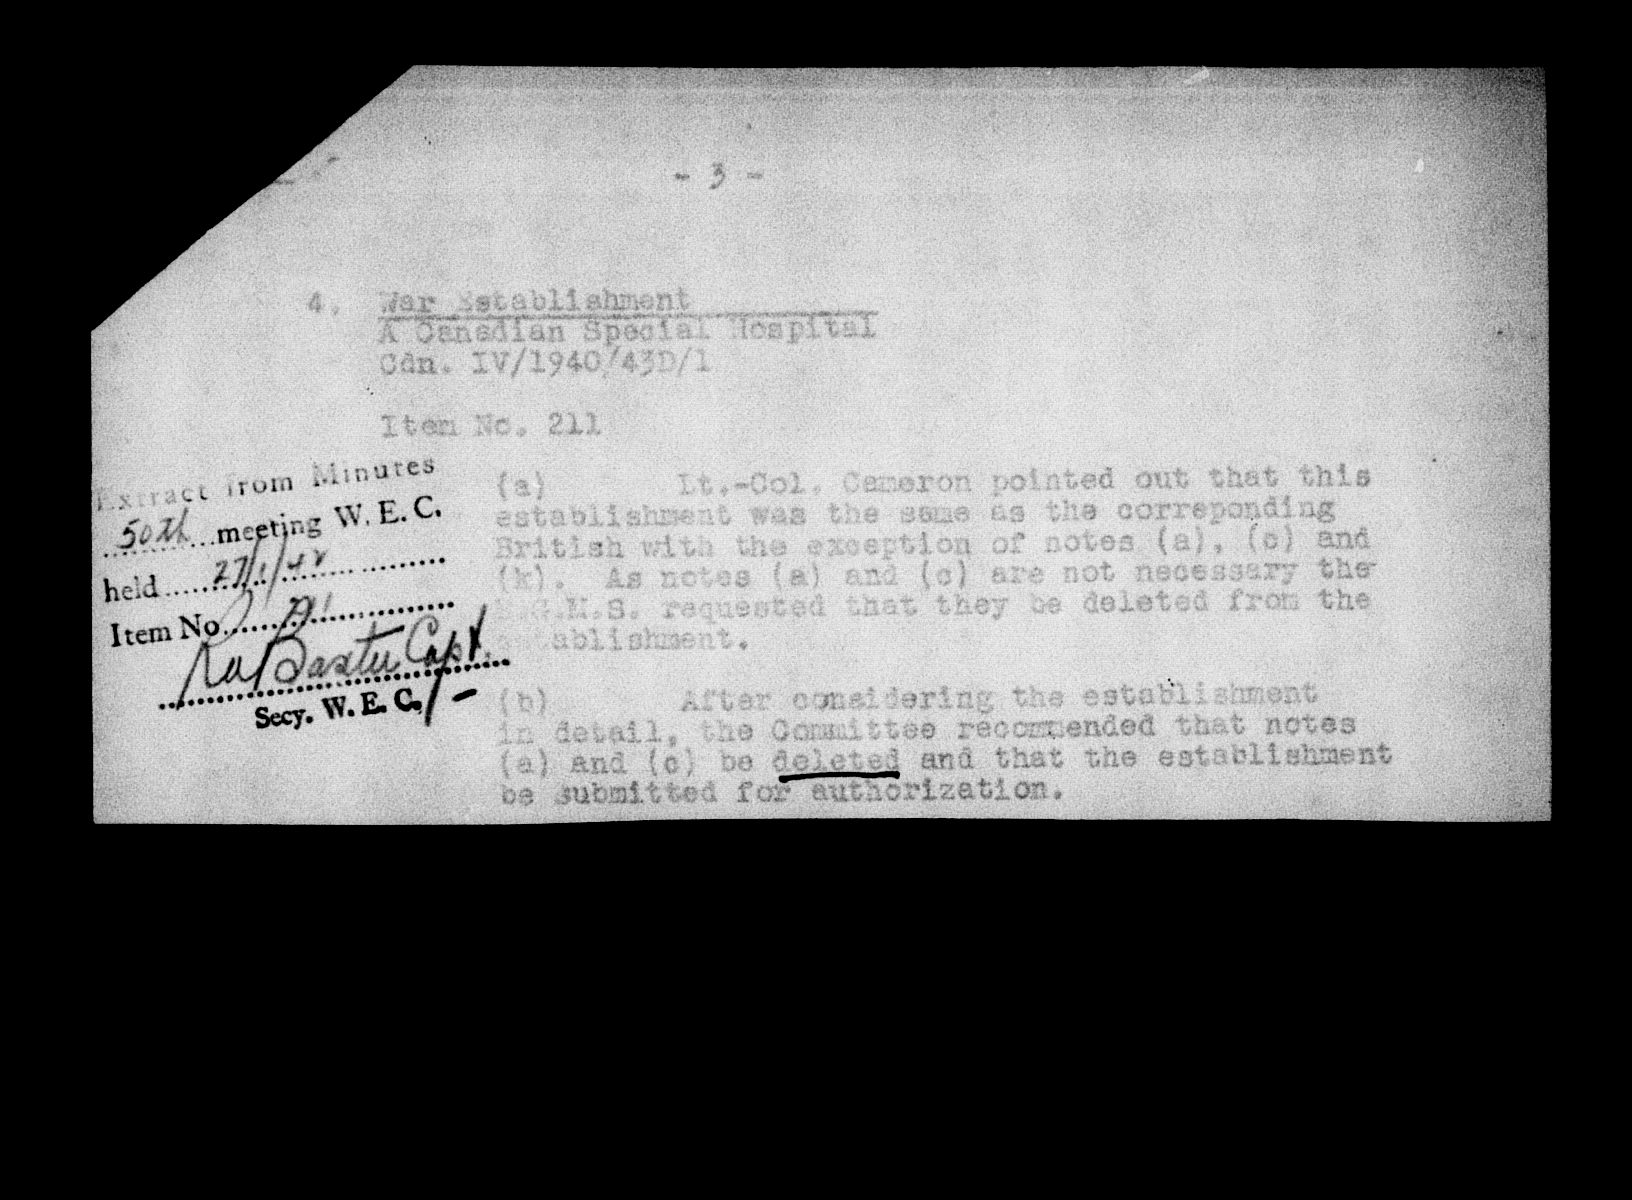 - 3 -
4. War Establishment
A Canadian Special Hospital
Cdn. IV/1940/43D/1
Item No. 211
Extract from Minutes
50th meeting W. E. C.
held 27/1/42
Item No.
Baxter Capt.
Secy. W. E. C.
(a) Lt.-Col. Cameron pointed out that this
establishment was the same as the correponding
British with the exception of notes (a), (c) and
(k). As notes (a) and (c) are not necessary the
D.G.M.S. requested that they be deleted from the
establishment.
(b) After considering the establishment
in detail, the Committee recommended that notes
(a) and (c) be deleted and that the establishment
be submitted for authorization.